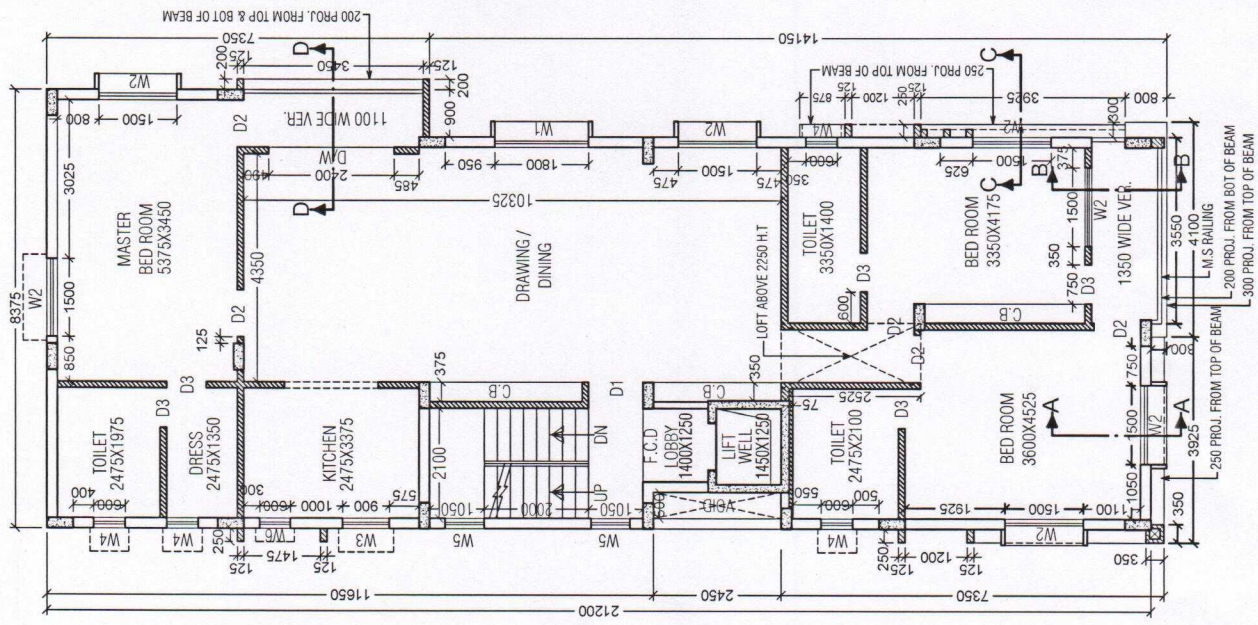 200 PROJ. FROM TOP & BOT OF BEAM
7350
14150
D
D
125
3450
125
200
200
900
250 PROJ. FROM TOP OF BEAM
C
C
875
125
1200
250
125
3925
300
800
8375
W2
800
1500
3025
W2
1500
850
MASTER
BED ROOM
5375X3450
D2
1100 WIDE VER.
D/W
490
2400
485
950
W1
1800
W2
475
1500
475
350
W4
600
625
W2
1500
375
B
B
4350
10325
DRAWING /
DINING
TOILET
3350X1400
D3
600
LOFT ABOVE 2250 H.T
BED ROOM
3350X4175
1500
W2
350
750
D3
C.B
1350 WIDE VER.
3550
4100
M.S RAILING
200 PROJ. FROM BOT OF BEAM
300 PROJ. FROM TOP OF BEAM
D2
125
D3
D3
TOILET
2475X1975
DRESS
2475X1350
400
600
KITCHEN
2475X3375
300
600
1000
900
575
375
C.B
2100
D1
DN
UP
1050
2000
1050
C.B
350
F.C.D
LOBBY
1400X1250
LIFT
WELL
1450X1250
VOID
600
75
2525
D2
D2
D3
TOILET
2475X2100
550
600
500
BED ROOM
3600X4525
D2
750
1500
1050
A
A
W2
300
3925
250 PROJ. FROM TOP OF BEAM
1925
1500
1100
350
350
W4
W4
250
W6
W3
W5
W5
W4
250
W2
125
1475
125
125
1200
125
11650
2450
7350
21200